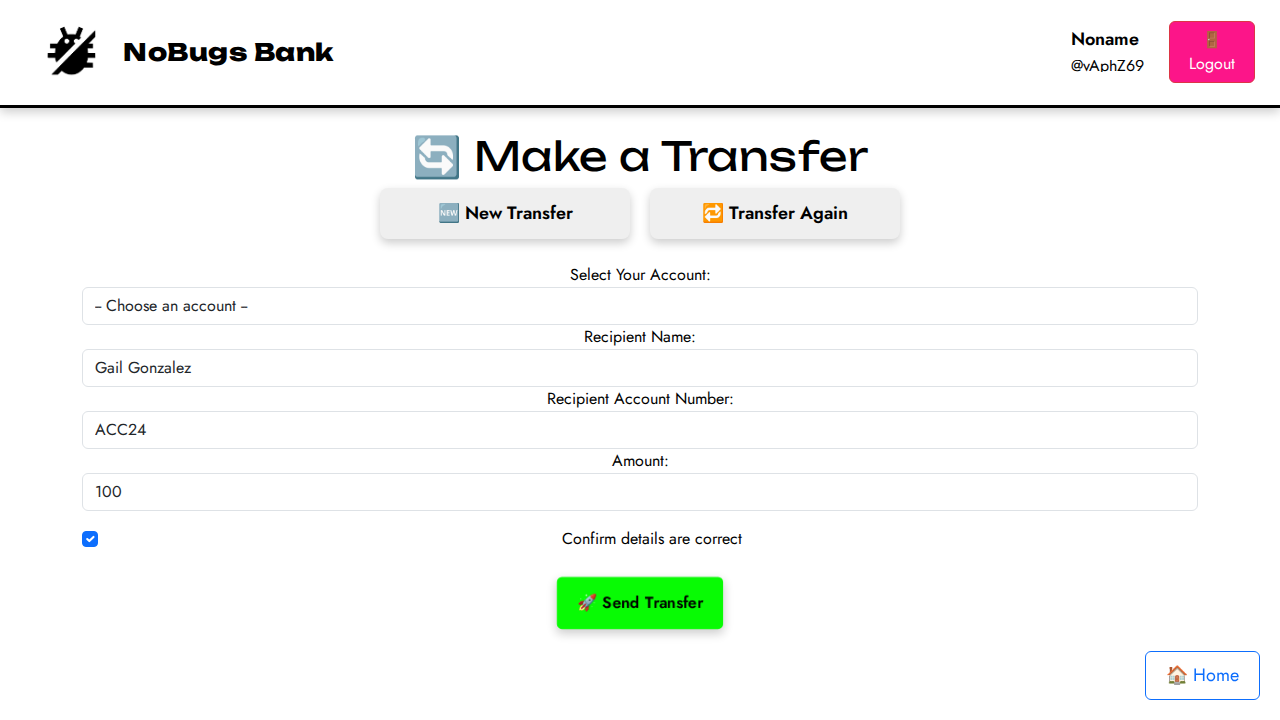 NoBugs Bank
Noname
@vAphZ69
Logout
Make a Transfer
New Transfer
Transfer Again
Select Your Account:
-- Choose an account --
Recipient Name:
Gail Gonzalez
Recipient Account Number:
ACC24
Amount:
100
Confirm details are correct
Send Transfer
Home